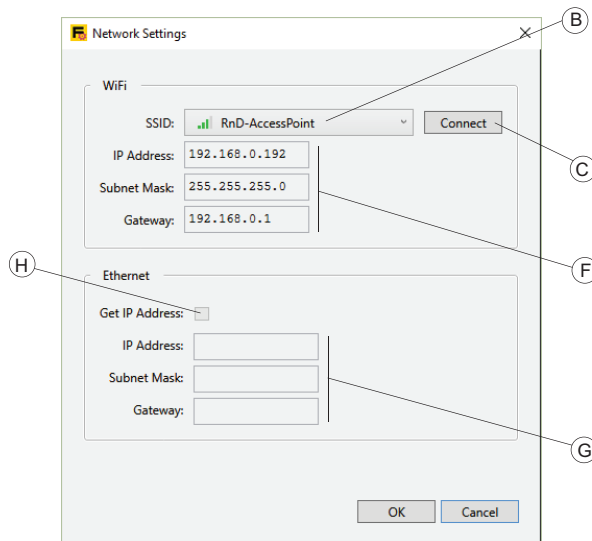 B
Network Settings
WiFi
SSID: RnD-AccessPoint Connect
C
IP Address: 192.168.0.192
Subnet Mask: 255.255.255.0
Gateway: 192.168.0.1
F
H
Ethernet
Get IP Address:
IP Address:
Subnet Mask:
Gateway:
G
OK Cancel